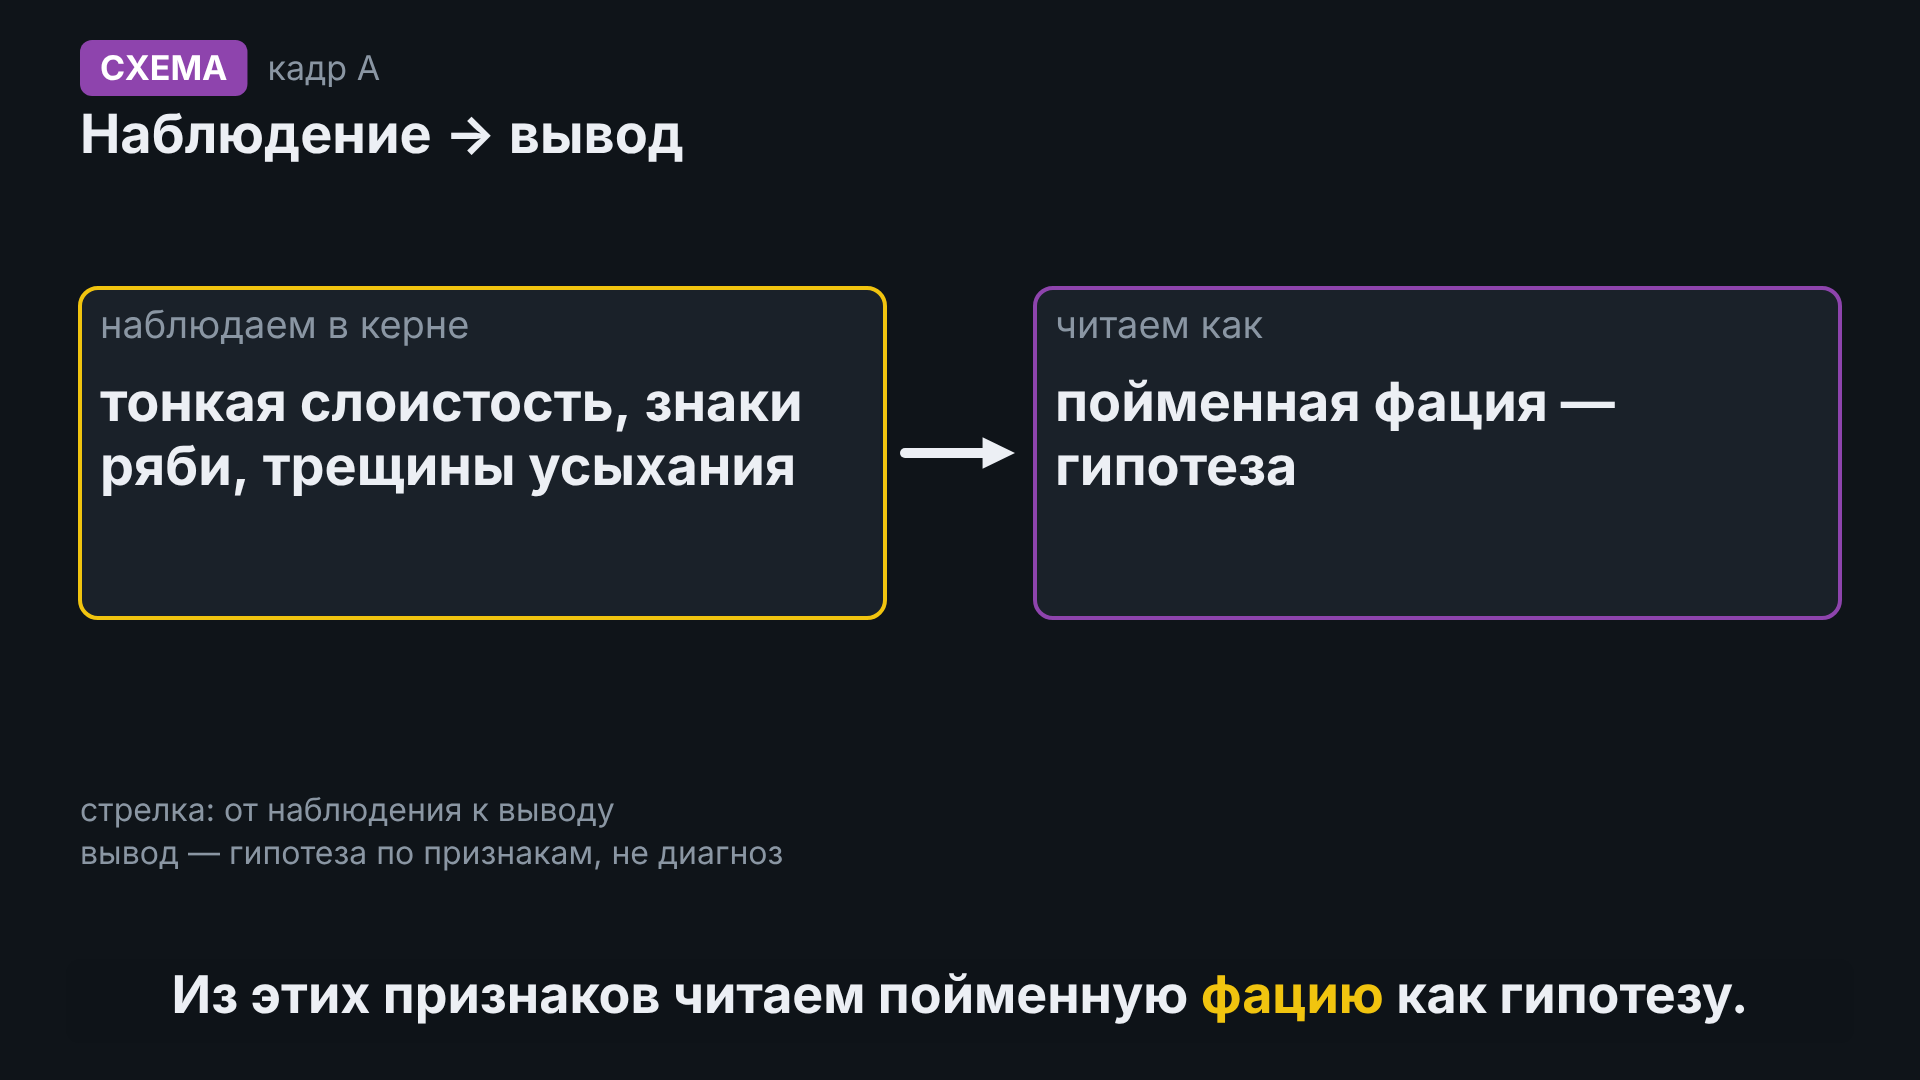 СХЕМА кадр А
Наблюдение → вывод
наблюдаем в керне
тонкая слоистость, знаки
ряби, трещины усыхания
читаем как
пойменная фация —
гипотеза
стрелка: от наблюдения к выводу
вывод — гипотеза по признакам, не диагноз
Из этих признаков читаем пойменную фацию как гипотезу.